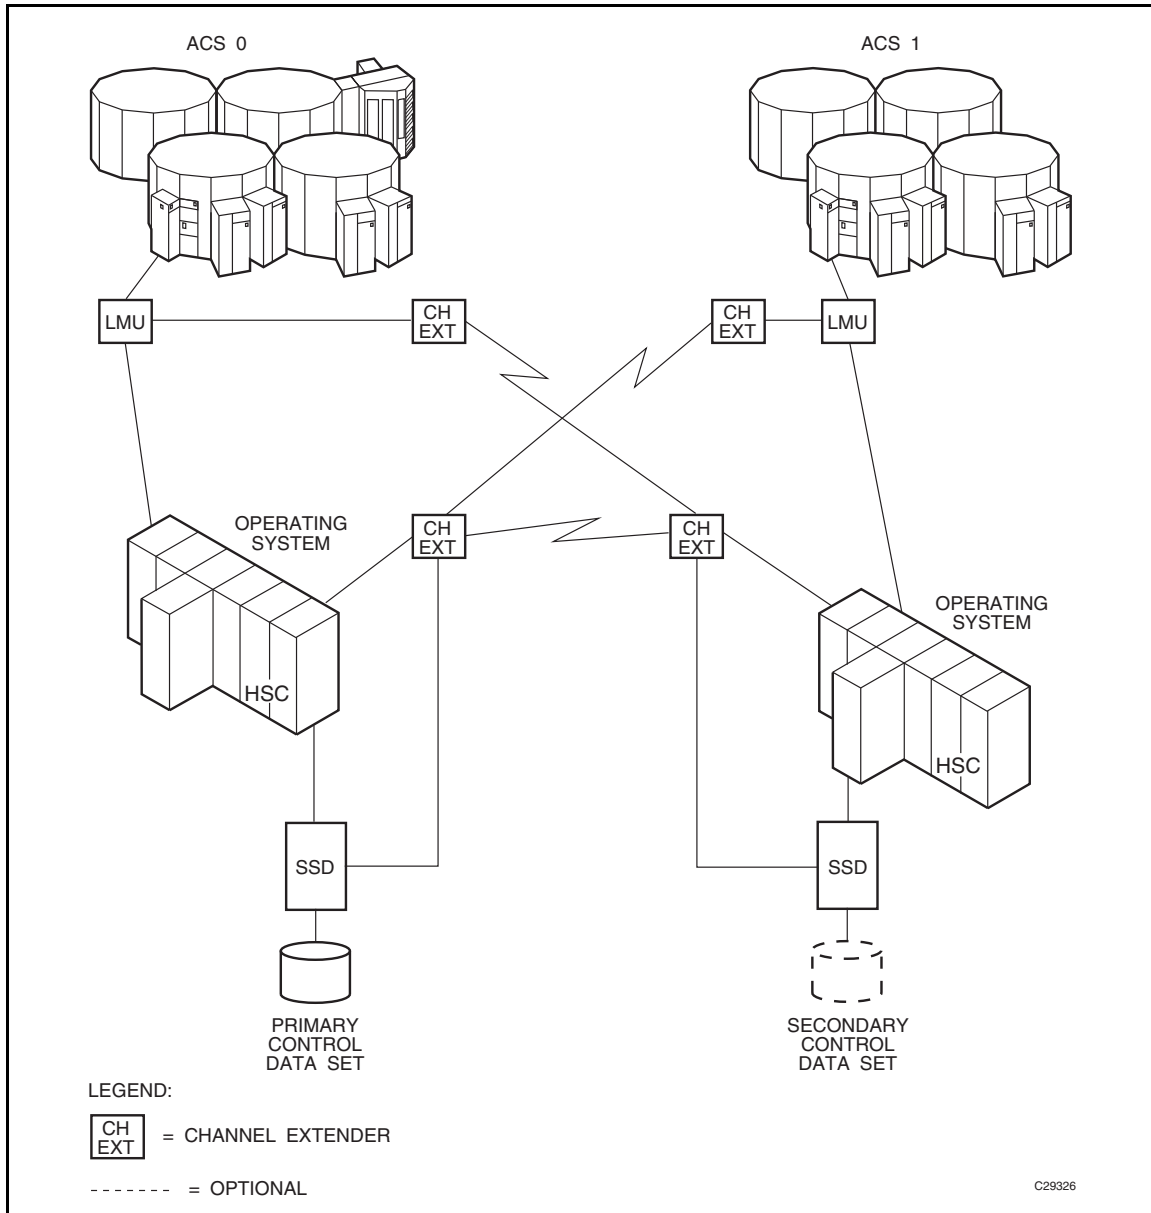 ACS 0
ACS 1
LMU
CH
EXT
CH
EXT
LMU
OPERATING
SYSTEM
CH
EXT
CH
EXT
OPERATING
SYSTEM
HSC
HSC
SSD
SSD
PRIMARY
CONTROL
DATA SET
SECONDARY
CONTROL
DATA SET
LEGEND:
CH
EXT
= CHANNEL EXTENDER
------- = OPTIONAL
C29326